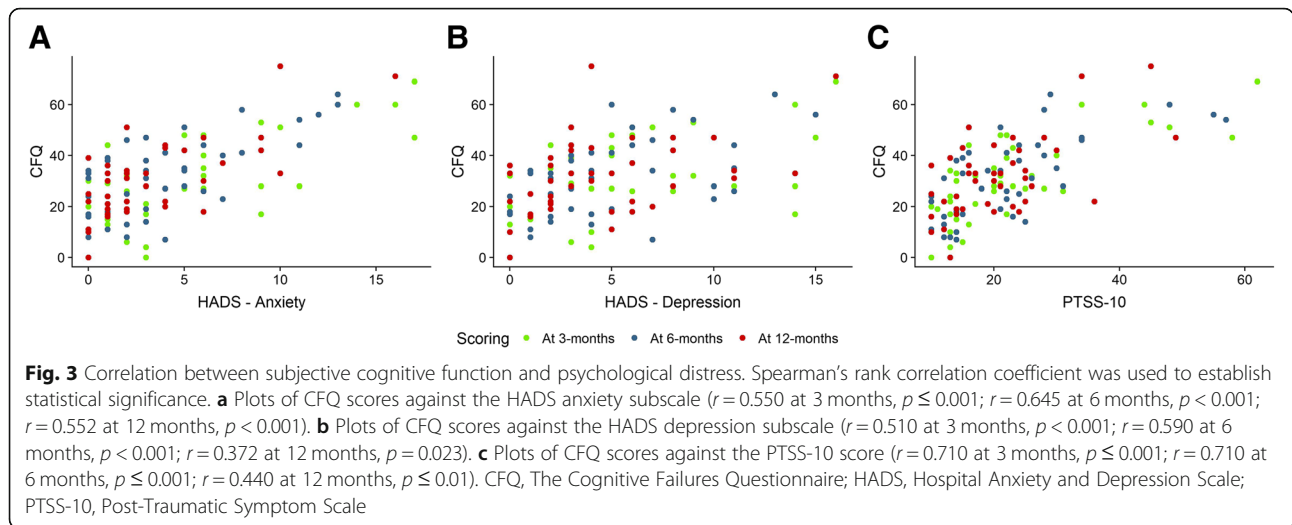 A
B
C
CFQ
60
40
20
0
0
5
10
15
HADS - Anxiety
CFQ
60
40
20
0
0
5
10
15
HADS - Depression
CFQ
60
40
20
0
20
40
60
PTSS-10
Scoring At 3-months At 6-months At 12-months
Fig. 3 Correlation between subjective cognitive function and psychological distress. Spearman's rank correlation coefficient was used to establish
statistical significance. a Plots of CFQ scores against the HADS anxiety subscale (r = 0.550 at 3 months, p ≤ 0.001; r = 0.645 at 6 months, p < 0.001;
r = 0.552 at 12 months, p < 0.001). b Plots of CFQ scores against the HADS depression subscale (r = 0.510 at 3 months, p < 0.001; r = 0.590 at 6
months, p < 0.001; r = 0.372 at 12 months, p = 0.023). c Plots of CFQ scores against the PTSS-10 score (r = 0.710 at 3 months, p ≤ 0.001; r = 0.710 at
6 months, p ≤ 0.001; r = 0.440 at 12 months, p ≤ 0.01). CFQ, The Cognitive Failures Questionnaire; HADS, Hospital Anxiety and Depression Scale;
PTSS-10, Post-Traumatic Symptom Scale